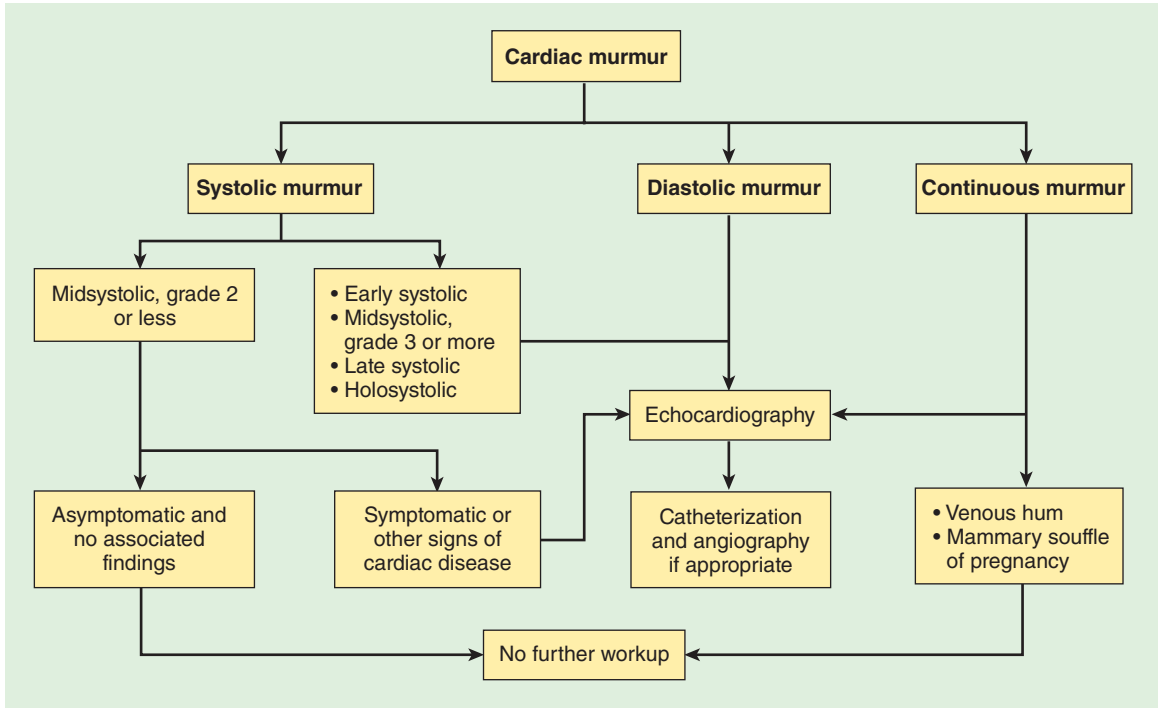 Cardiac murmur
Systolic murmur
Diastolic murmur
Continuous murmur
Midsystolic, grade 2
or less
• Early systolic
• Midsystolic,
grade 3 or more
• Late systolic
• Holosystolic
Echocardiography
Asymptomatic and
no associated
findings
Symptomatic or
other signs of
cardiac disease
Catheterization
and angiography
if appropriate
• Venous hum
• Mammary souffle
of pregnancy
No further workup